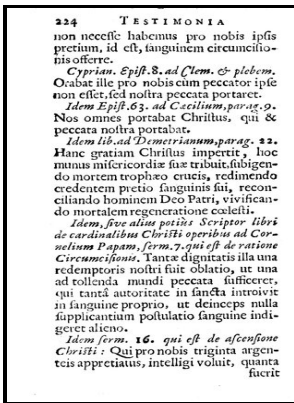 224 TESTIMONIA
non necesse habemus pro nobis ipsis
pretium, id est, sanguinem circumcisio-
nis offerre.
Cyprian. Epist. 8. ad Clem. & plebem.
Orabat ille pro nobis cum peccator ipse
non esset, sed nostra peccata portaret.
Idem Epist. 63. ad Cæcilium, parag. 9.
Nos omnes portabat Christus, qui &
peccata nostra portabat.
Idem lib. ad Demetrianum, parag. 22.
Hanc gratiam Christus impertit, hoc
munus misericordiæ suæ tribuit, subigen-
do mortem trophæo crucis, redimendo
credentem pretio sanguinis sui, recon-
ciliando hominem Deo Patri, vivifican-
do mortalem regeneratione cœlesti.
Idem, sive alius potiùs Scriptor libri
de cardinalibus Christi operibus ad Cor-
nelium Papam, serm. 7. qui est de ratione
Circumcisionis. Tantæ dignitatis illa una
redemptoris nostri fuit oblatio, ut una
ad tollenda mundi peccata sufficeret,
qui tantâ autoritate in sancta introivit
in sanguine proprio, ut deinceps nulla
supplicantium postulatio sanguine indi-
geret alieno.
Idem serm. 16. qui est de ascensione
Christi : Qui pro nobis triginta argen-
teis appretiatus, intelligi voluit, quanta
fuerit